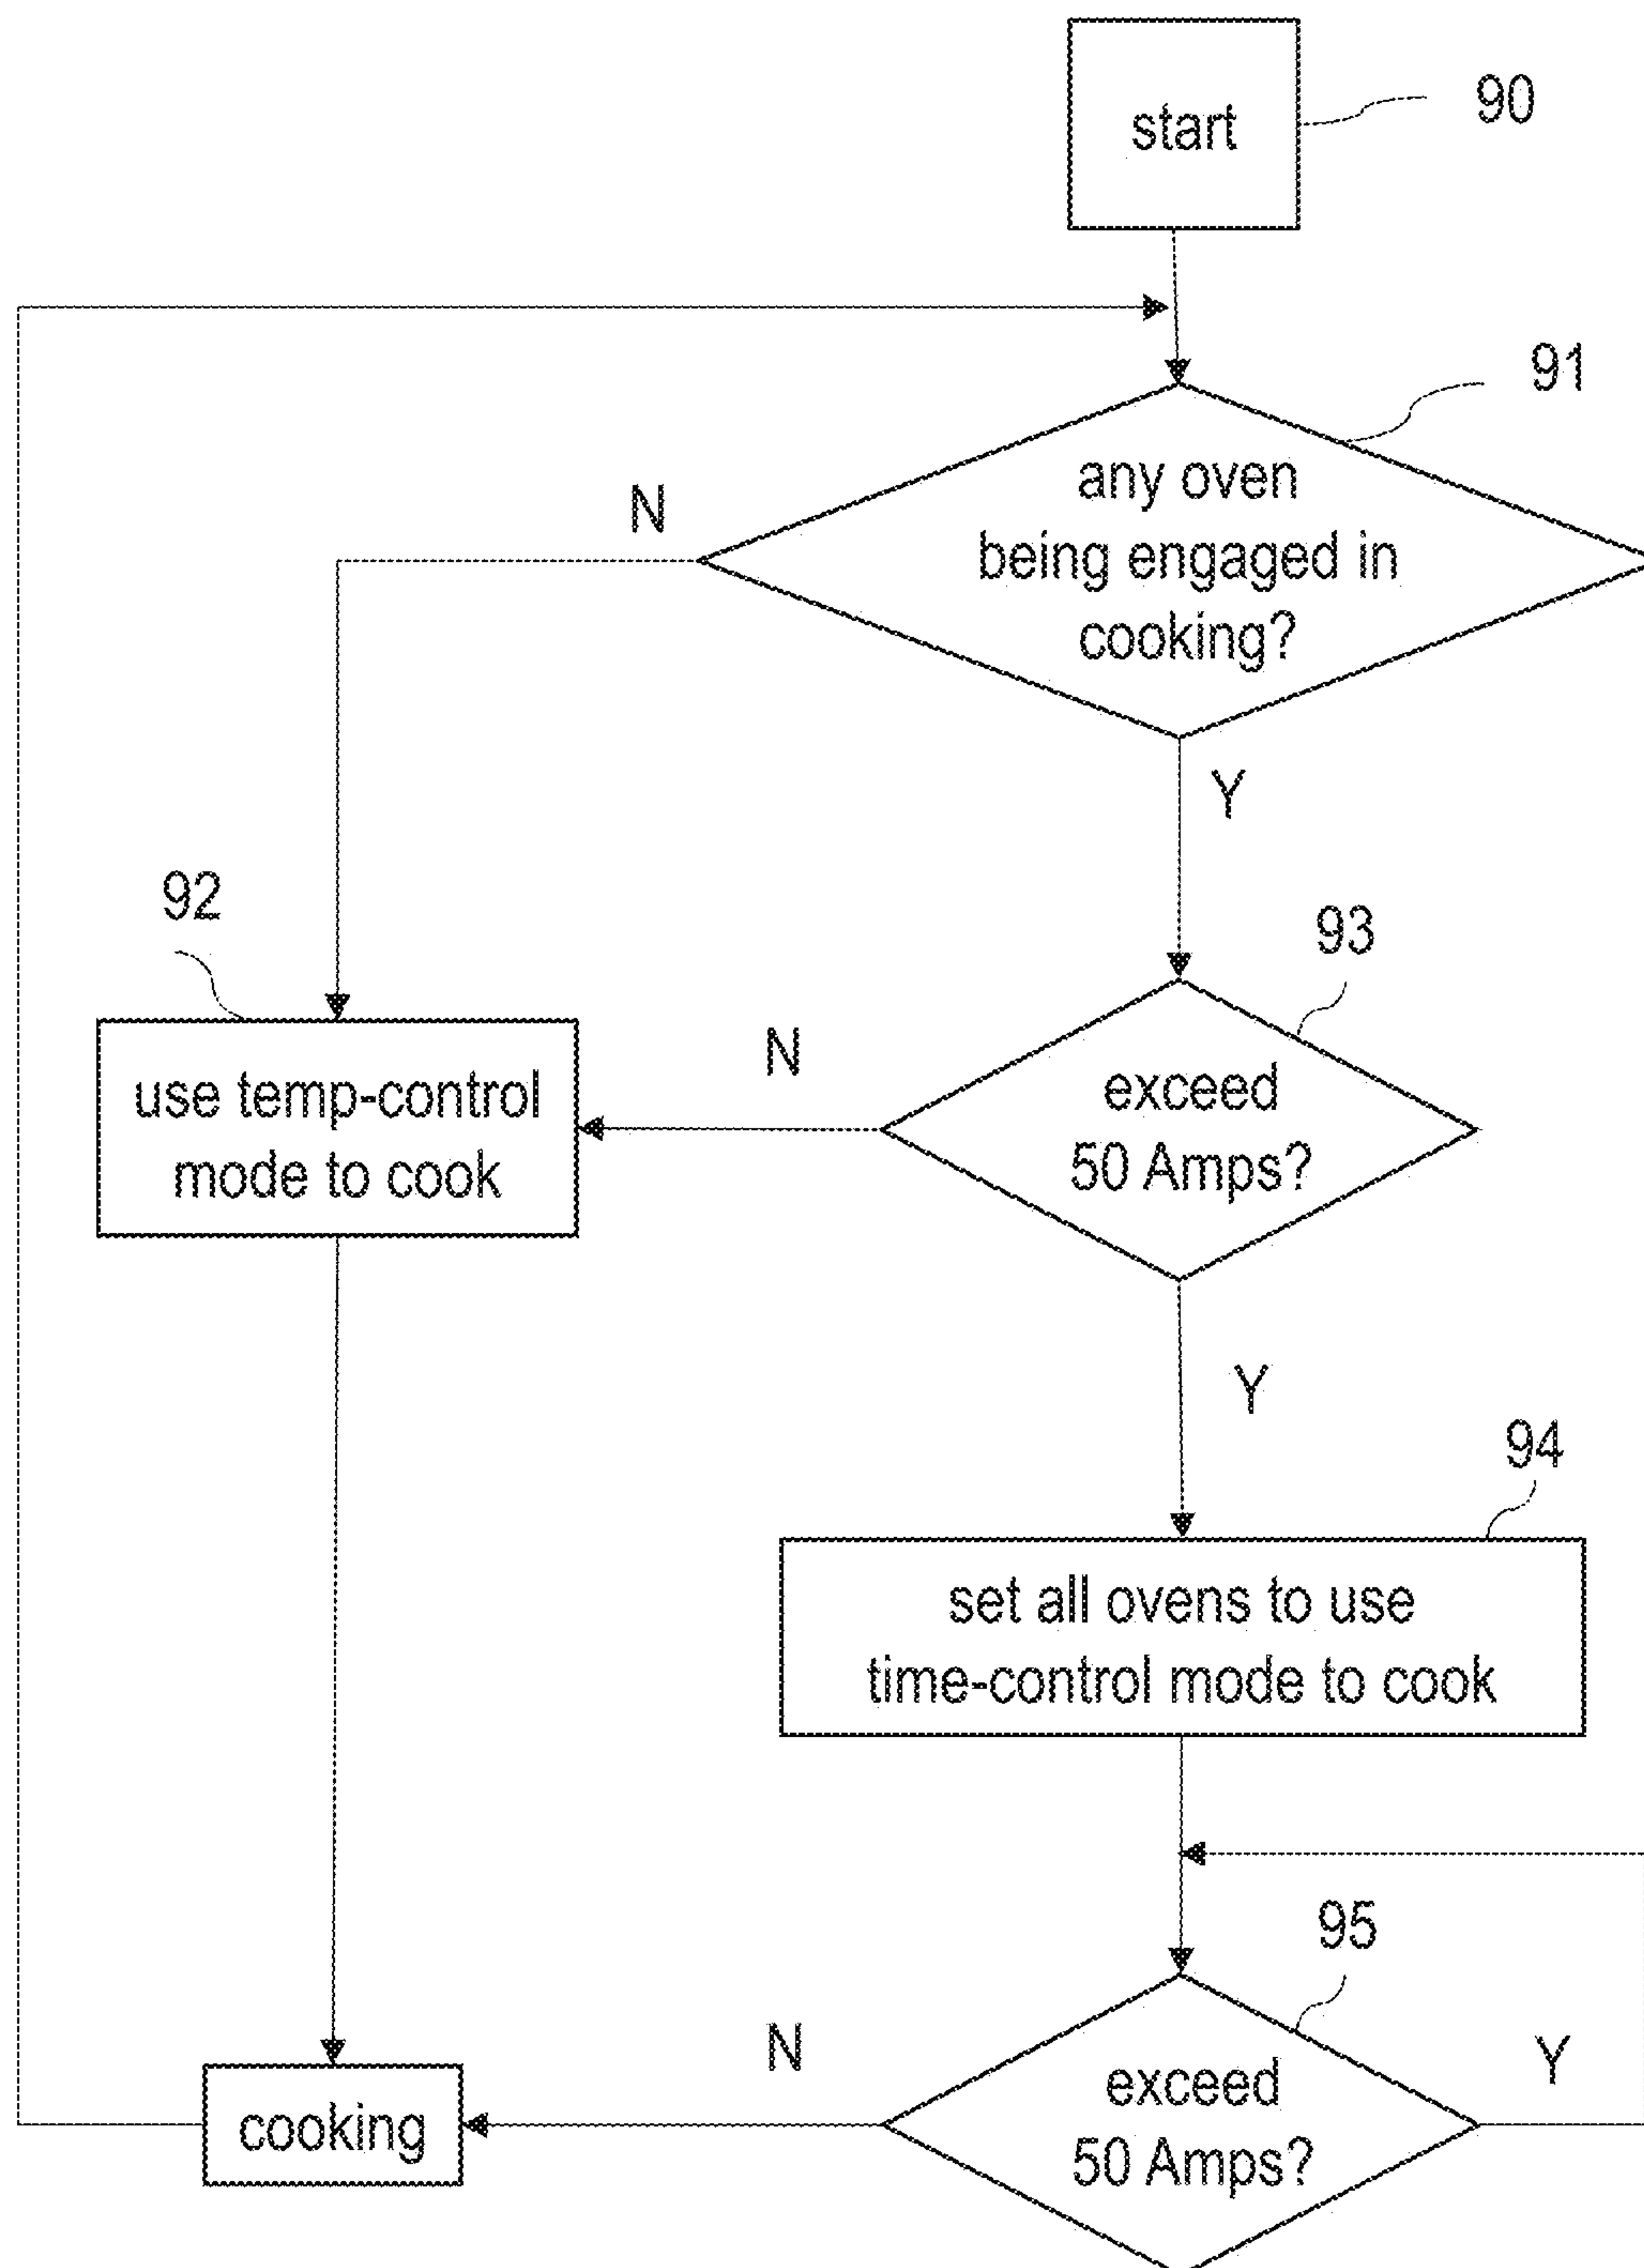 start
90
91
any oven
being engaged in
cooking?
N
Y
92
93
use temp-control
mode to cook
N
exceed
50 Amps?
Y
94
set all ovens to use
time-control mode to cook
95
N
exceed
50 Amps?
Y
cooking